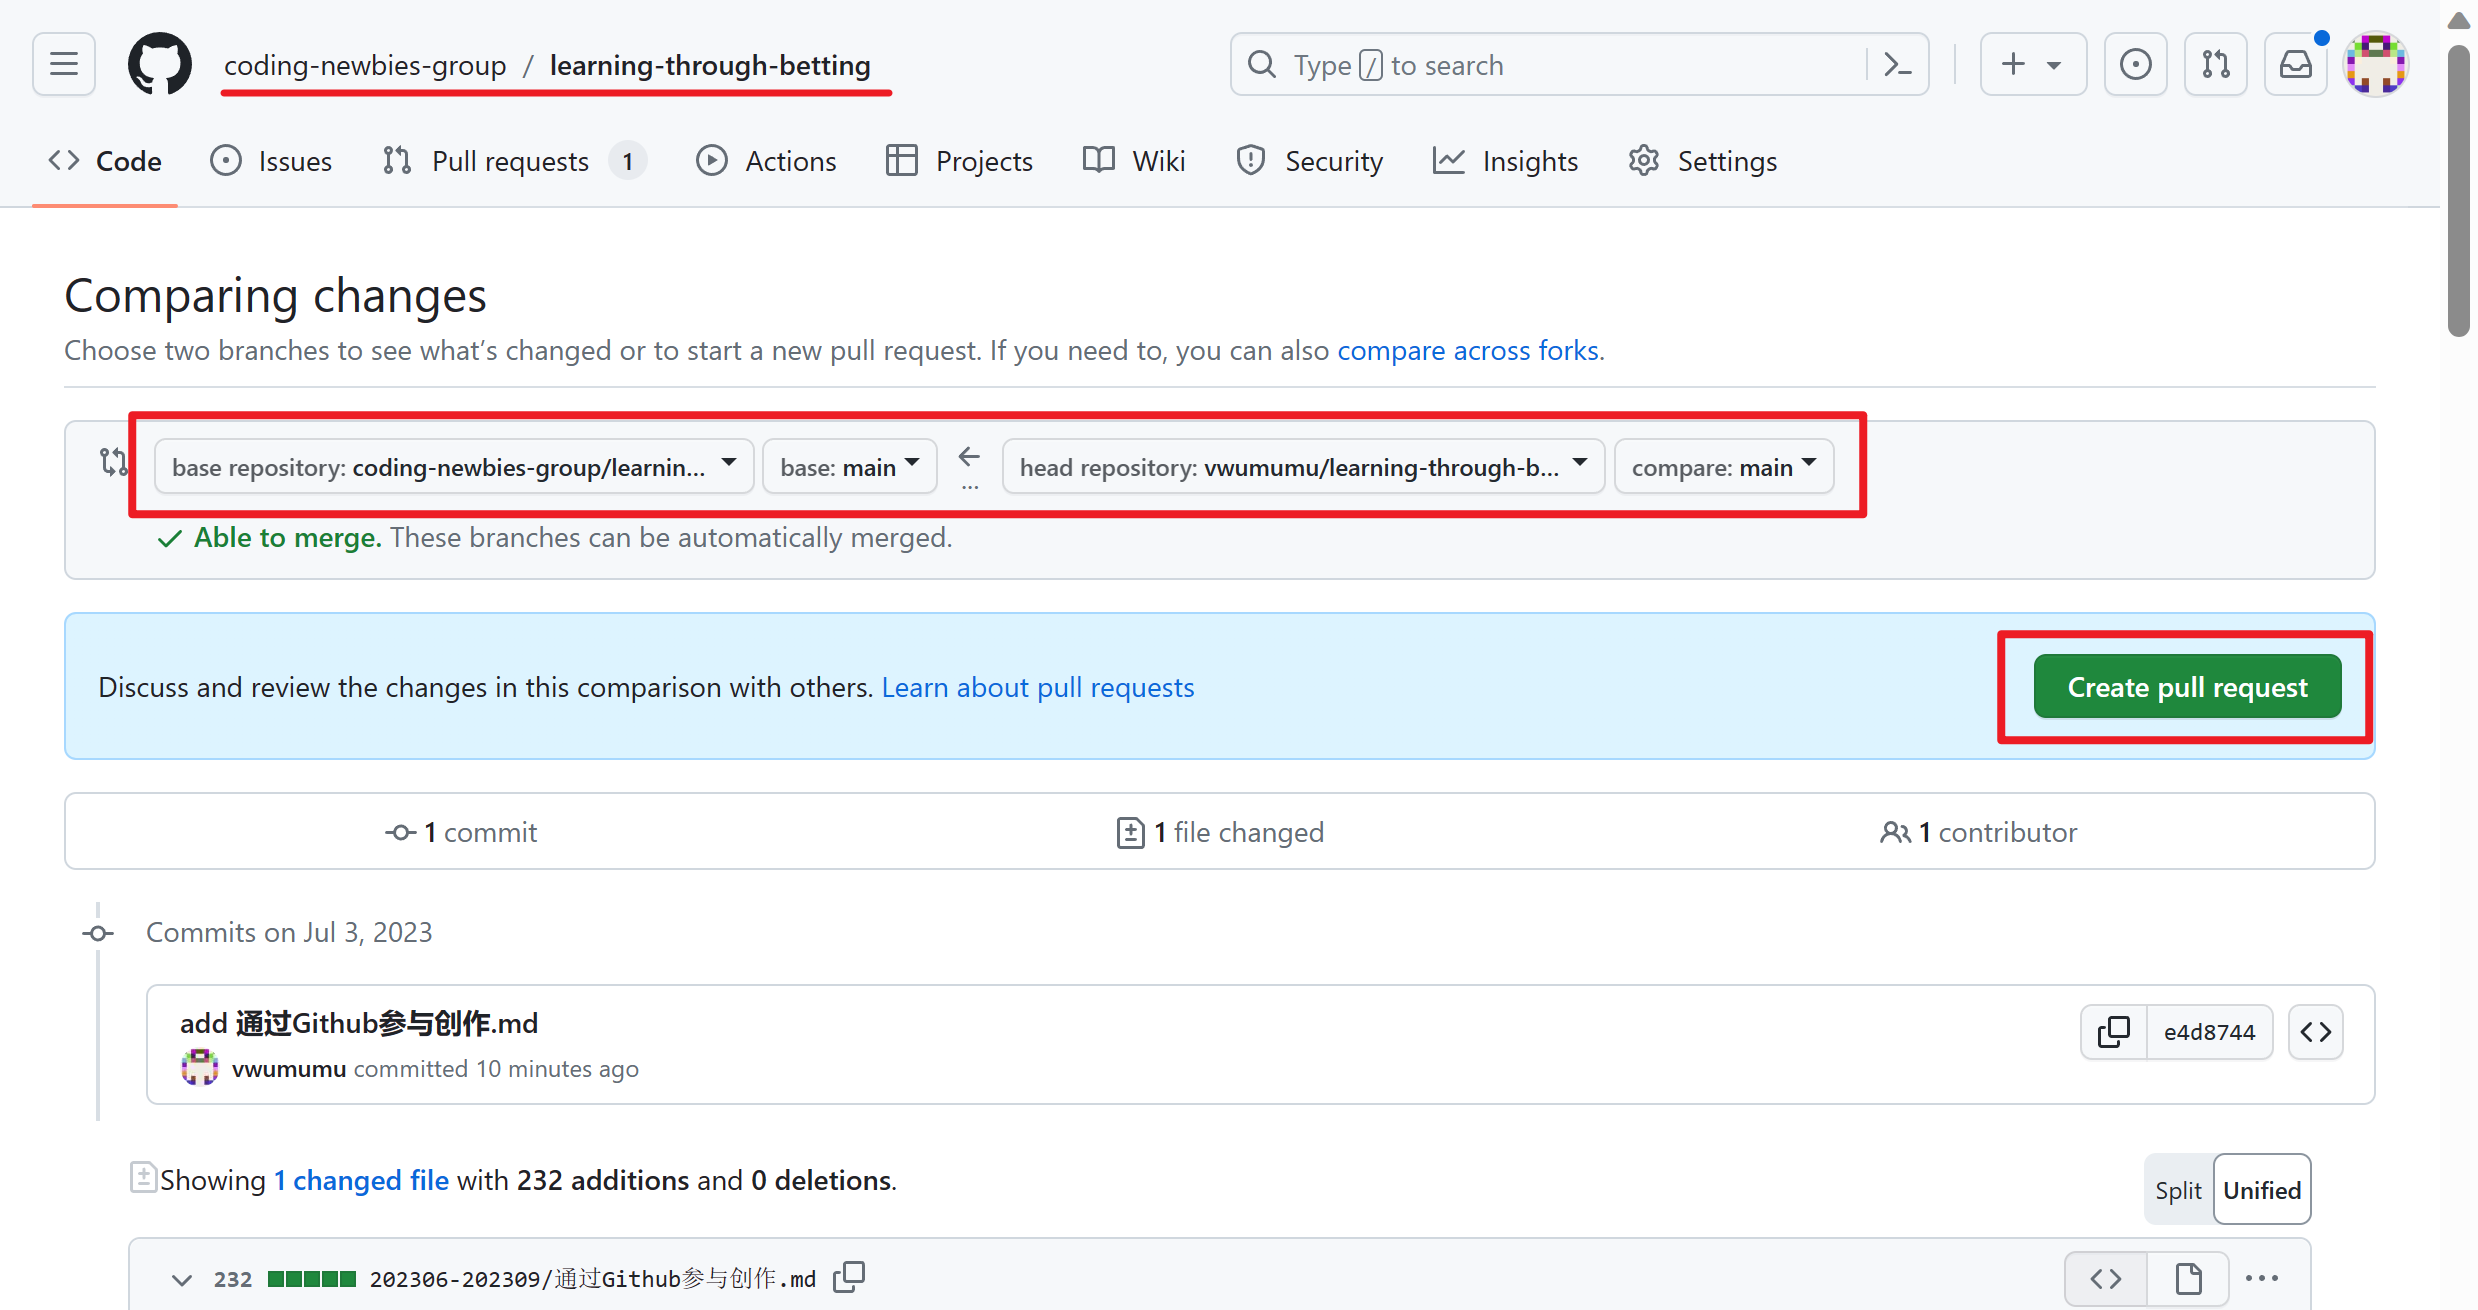 coding-newbies-group / learning-through-betting
Type / to search
Code Issues Pull requests 1 Actions Projects Wiki Security Insights Settings
Comparing changes
Choose two branches to see what's changed or to start a new pull request. If you need to, you can also compare across forks.
base repository: coding-newbies-group/learnin... base: main ← ... head repository: vwumumu/learning-through-b... compare: main
Able to merge. These branches can be automatically merged.
Discuss and review the changes in this comparison with others. Learn about pull requests Create pull request
1 commit 1 file changed 1 contributor
Commits on Jul 3, 2023
add 通过Github参与创作.md
e4d8744
vwumumu committed 10 minutes ago
Showing 1 changed file with 232 additions and 0 deletions.
Split Unified
232 202306-202309/通过Github参与创作.md